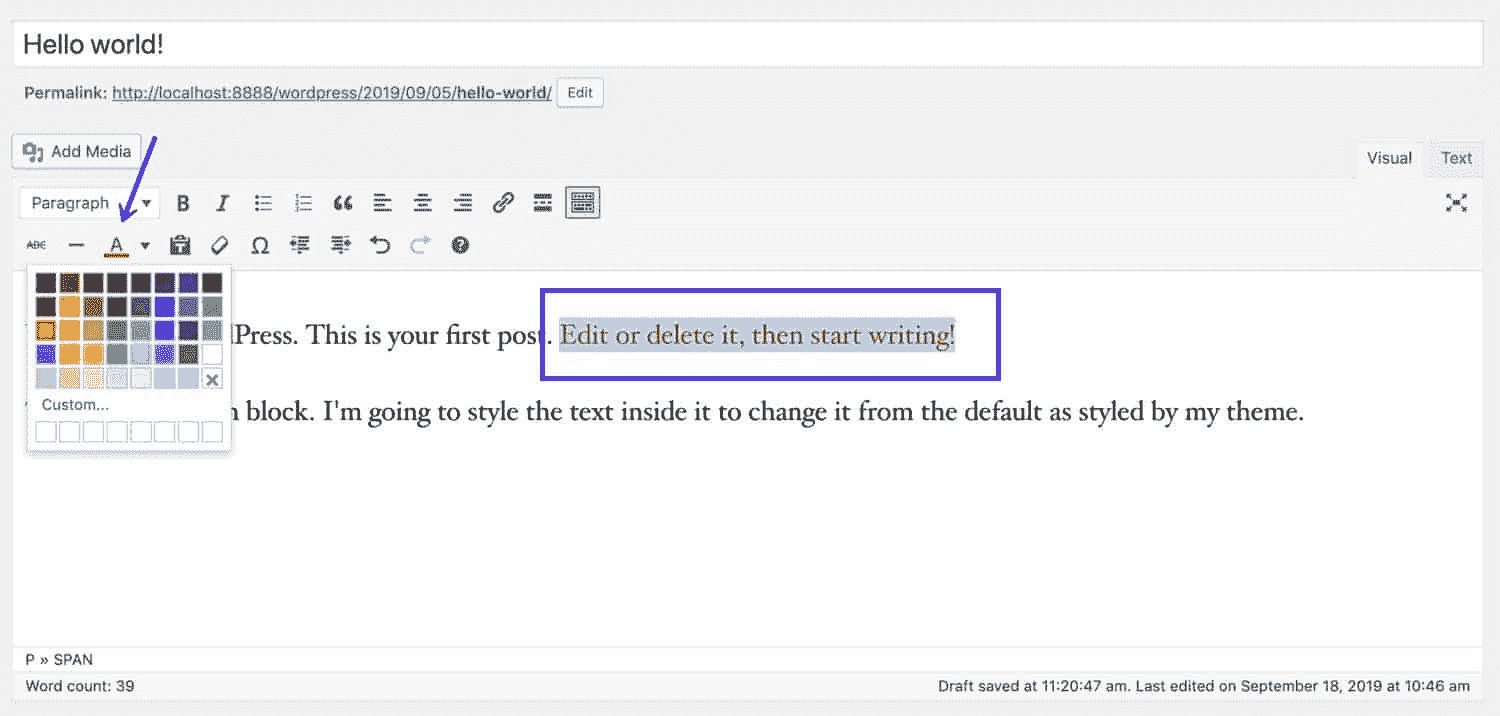 Hello world!
Permalink: http://localhost:8888/wordpress/2019/09/05/hello-world/ Edit
Add Media
Visual Text
Paragraph B I
ABC A Ω
Press. This is your first post. Edit or delete it, then start writing!
Custom...
block. I'm going to style the text inside it to change it from the default as styled by my theme.
P » SPAN
Word count: 39
Draft saved at 11:20:47 am. Last edited on September 18, 2019 at 10:46 am